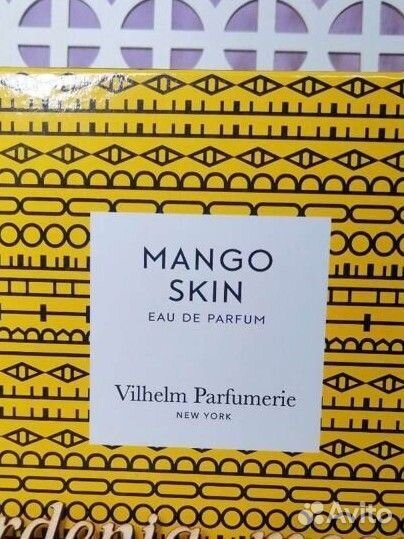 MANGO
SKIN
EAU DE PARFUM
Vilhelm Parfumerie
NEW YORK
Avito